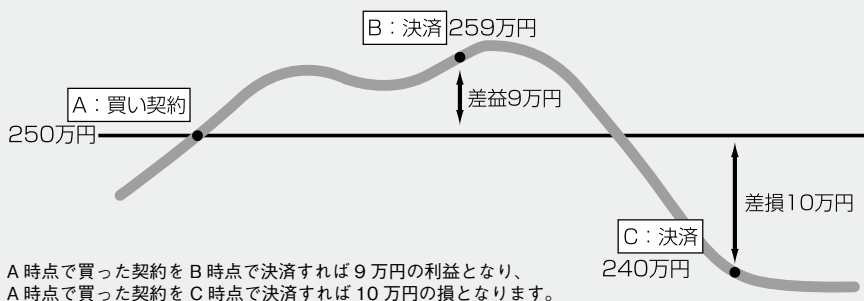 B:決済 259万円
差益9万円
A:買い契約
250万円
差損10万円
C:決済
240万円
A時点で買った契約をB時点で決済すれば9万円の利益となり、
A時点で買った契約をC時点で決済すれば10万円の損となります。